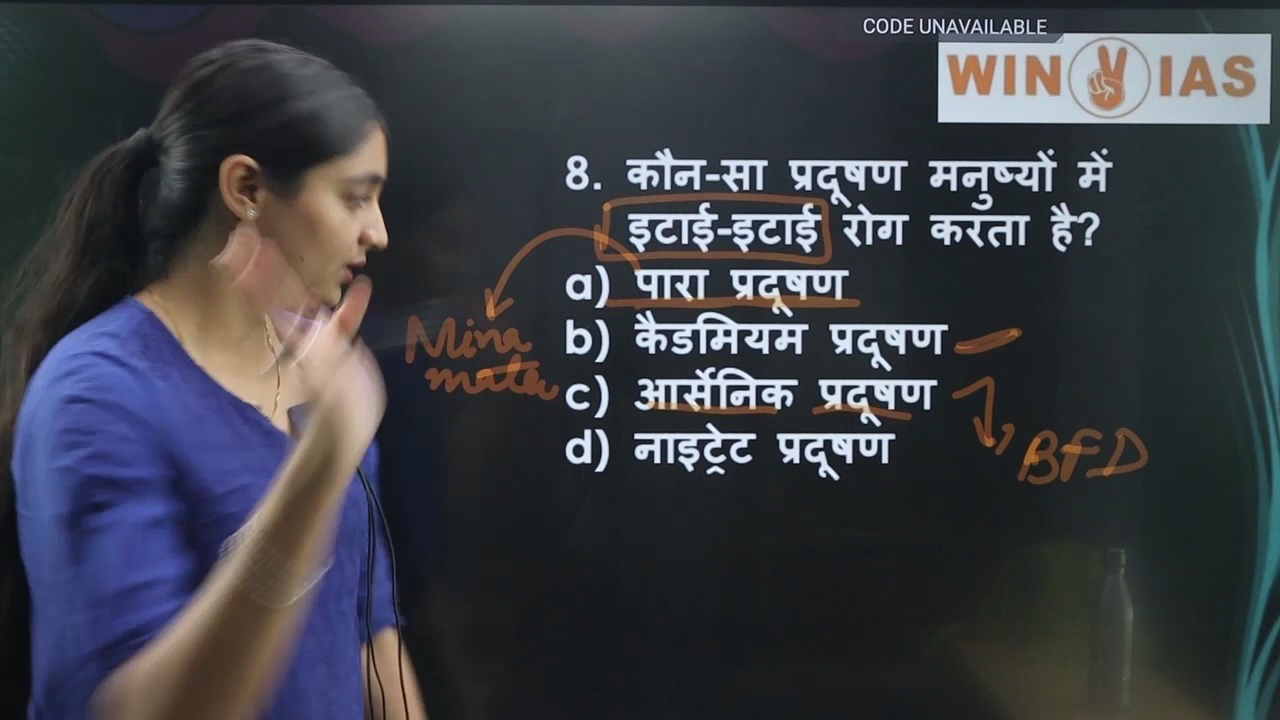 CODE UNAVAILABLE
WIN IAS
8. कौन-सा प्रदूषण मनुष्यों में
इटाई-इटाई रोग करता है?
a) पारा प्रदूषण
b) कैडमियम प्रदूषण
c) आर्सेनिक प्रदूषण
d) नाइट्रेट प्रदूषण
Mina
mata
BFD